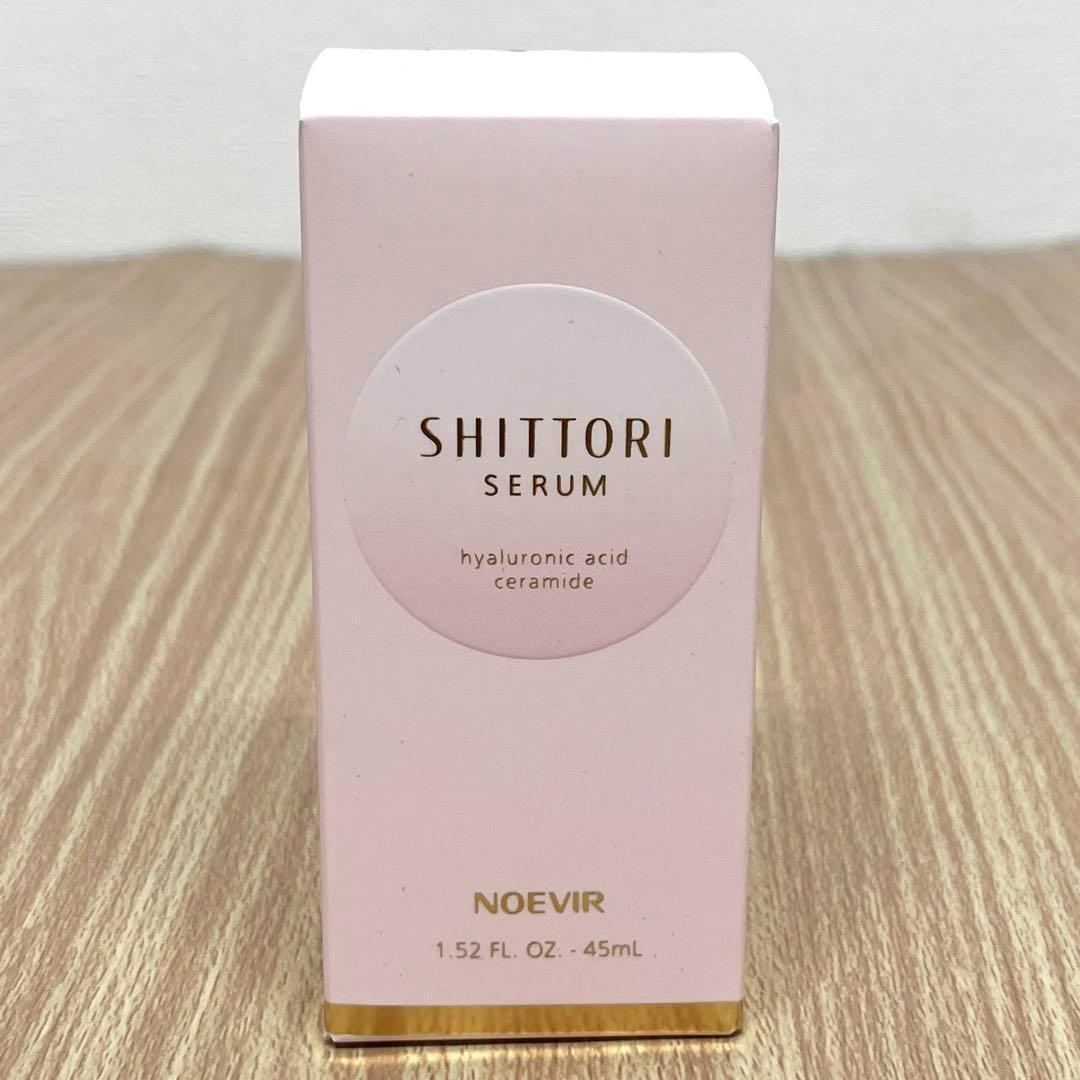 SHITTORI
SERUM
hyaluronic acid
ceramide
NOEVIR
1.52 FL. OZ. - 45mL